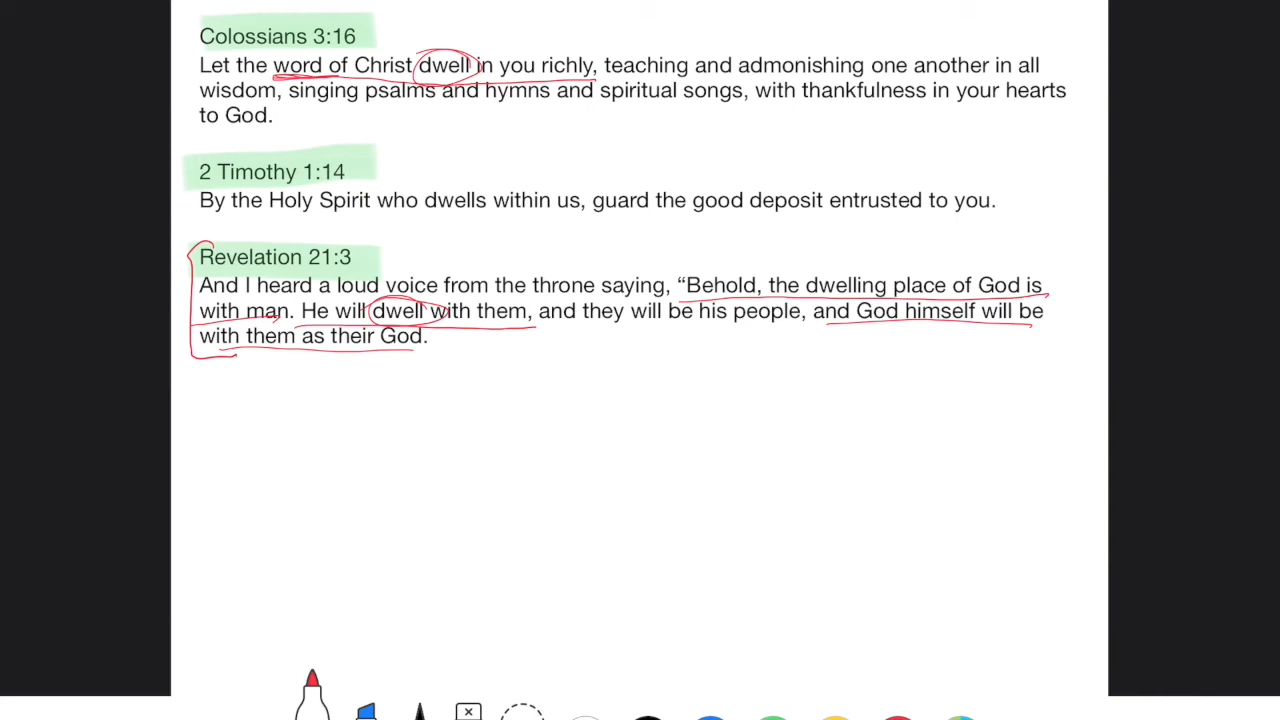 Colossians 3:16
Let the word of Christ dwell in you richly, teaching and admonishing one another in all
wisdom, singing psalms and hymns and spiritual songs, with thankfulness in your hearts
to God.
2 Timothy 1:14
By the Holy Spirit who dwells within us, guard the good deposit entrusted to you.
Revelation 21:3
And I heard a loud voice from the throne saying, “Behold, the dwelling place of God is
with man. He will dwell with them, and they will be his people, and God himself will be
with them as their God.